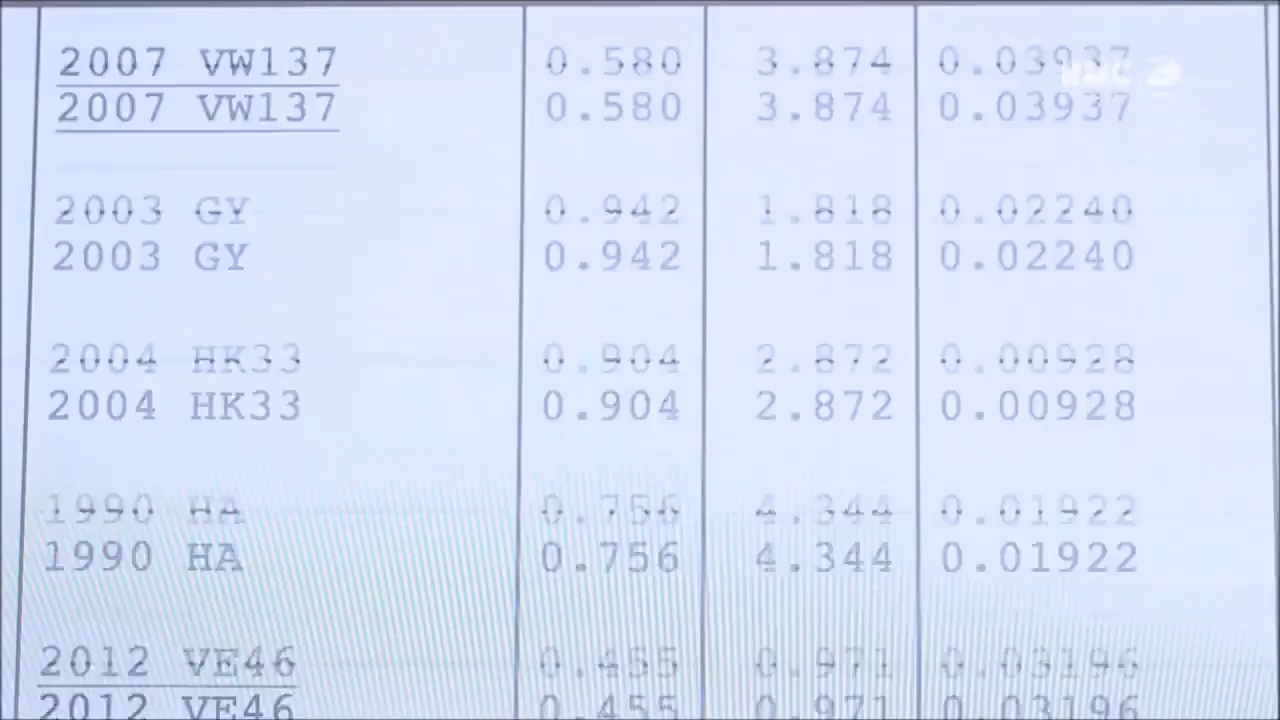 2007 VW137 0.580 3.874 0.03937
2007 VW137 0.580 3.874 0.03937
2003 GY 0.942 1.818 0.02240
2003 GY 0.942 1.818 0.02240
2004 HK33 0.904 2.872 0.00928
2004 HK33 0.904 2.872 0.00928
1990 HA 0.756 4.344 0.01922
1990 HA 0.756 4.344 0.01922
2012 VE46 0.455 0.971 0.03196
2012 VE46 0.455 0.971 0.03196